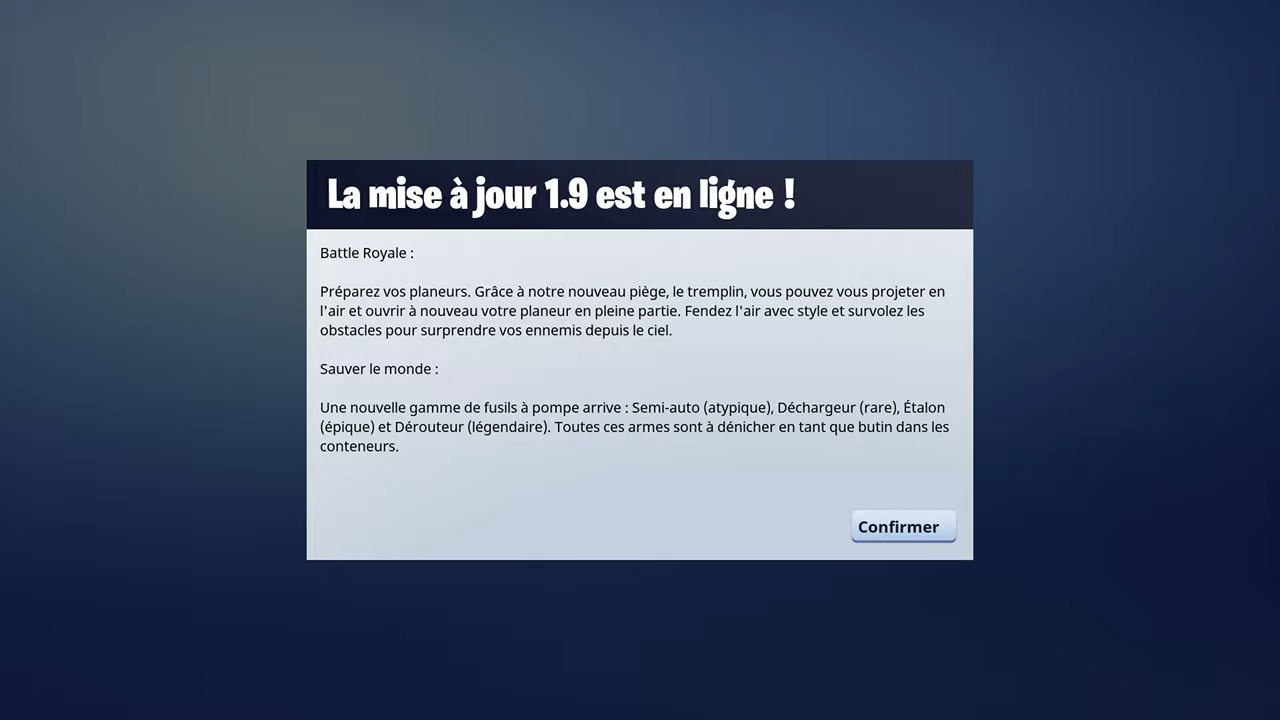 La mise à jour 1.9 est en ligne !
Battle Royale :
Préparez vos planeurs. Grâce à notre nouveau piège, le tremplin, vous pouvez vous projeter en
l'air et ouvrir à nouveau votre planeur en pleine partie. Fendez l'air avec style et survolez les
obstacles pour surprendre vos ennemis depuis le ciel.
Sauver le monde :
Une nouvelle gamme de fusils à pompe arrive : Semi-auto (atypique), Déchargeur (rare), Étalon
(épique) et Dérouteur (légendaire). Toutes ces armes sont à dénicher en tant que butin dans les
conteneurs.
Confirmer